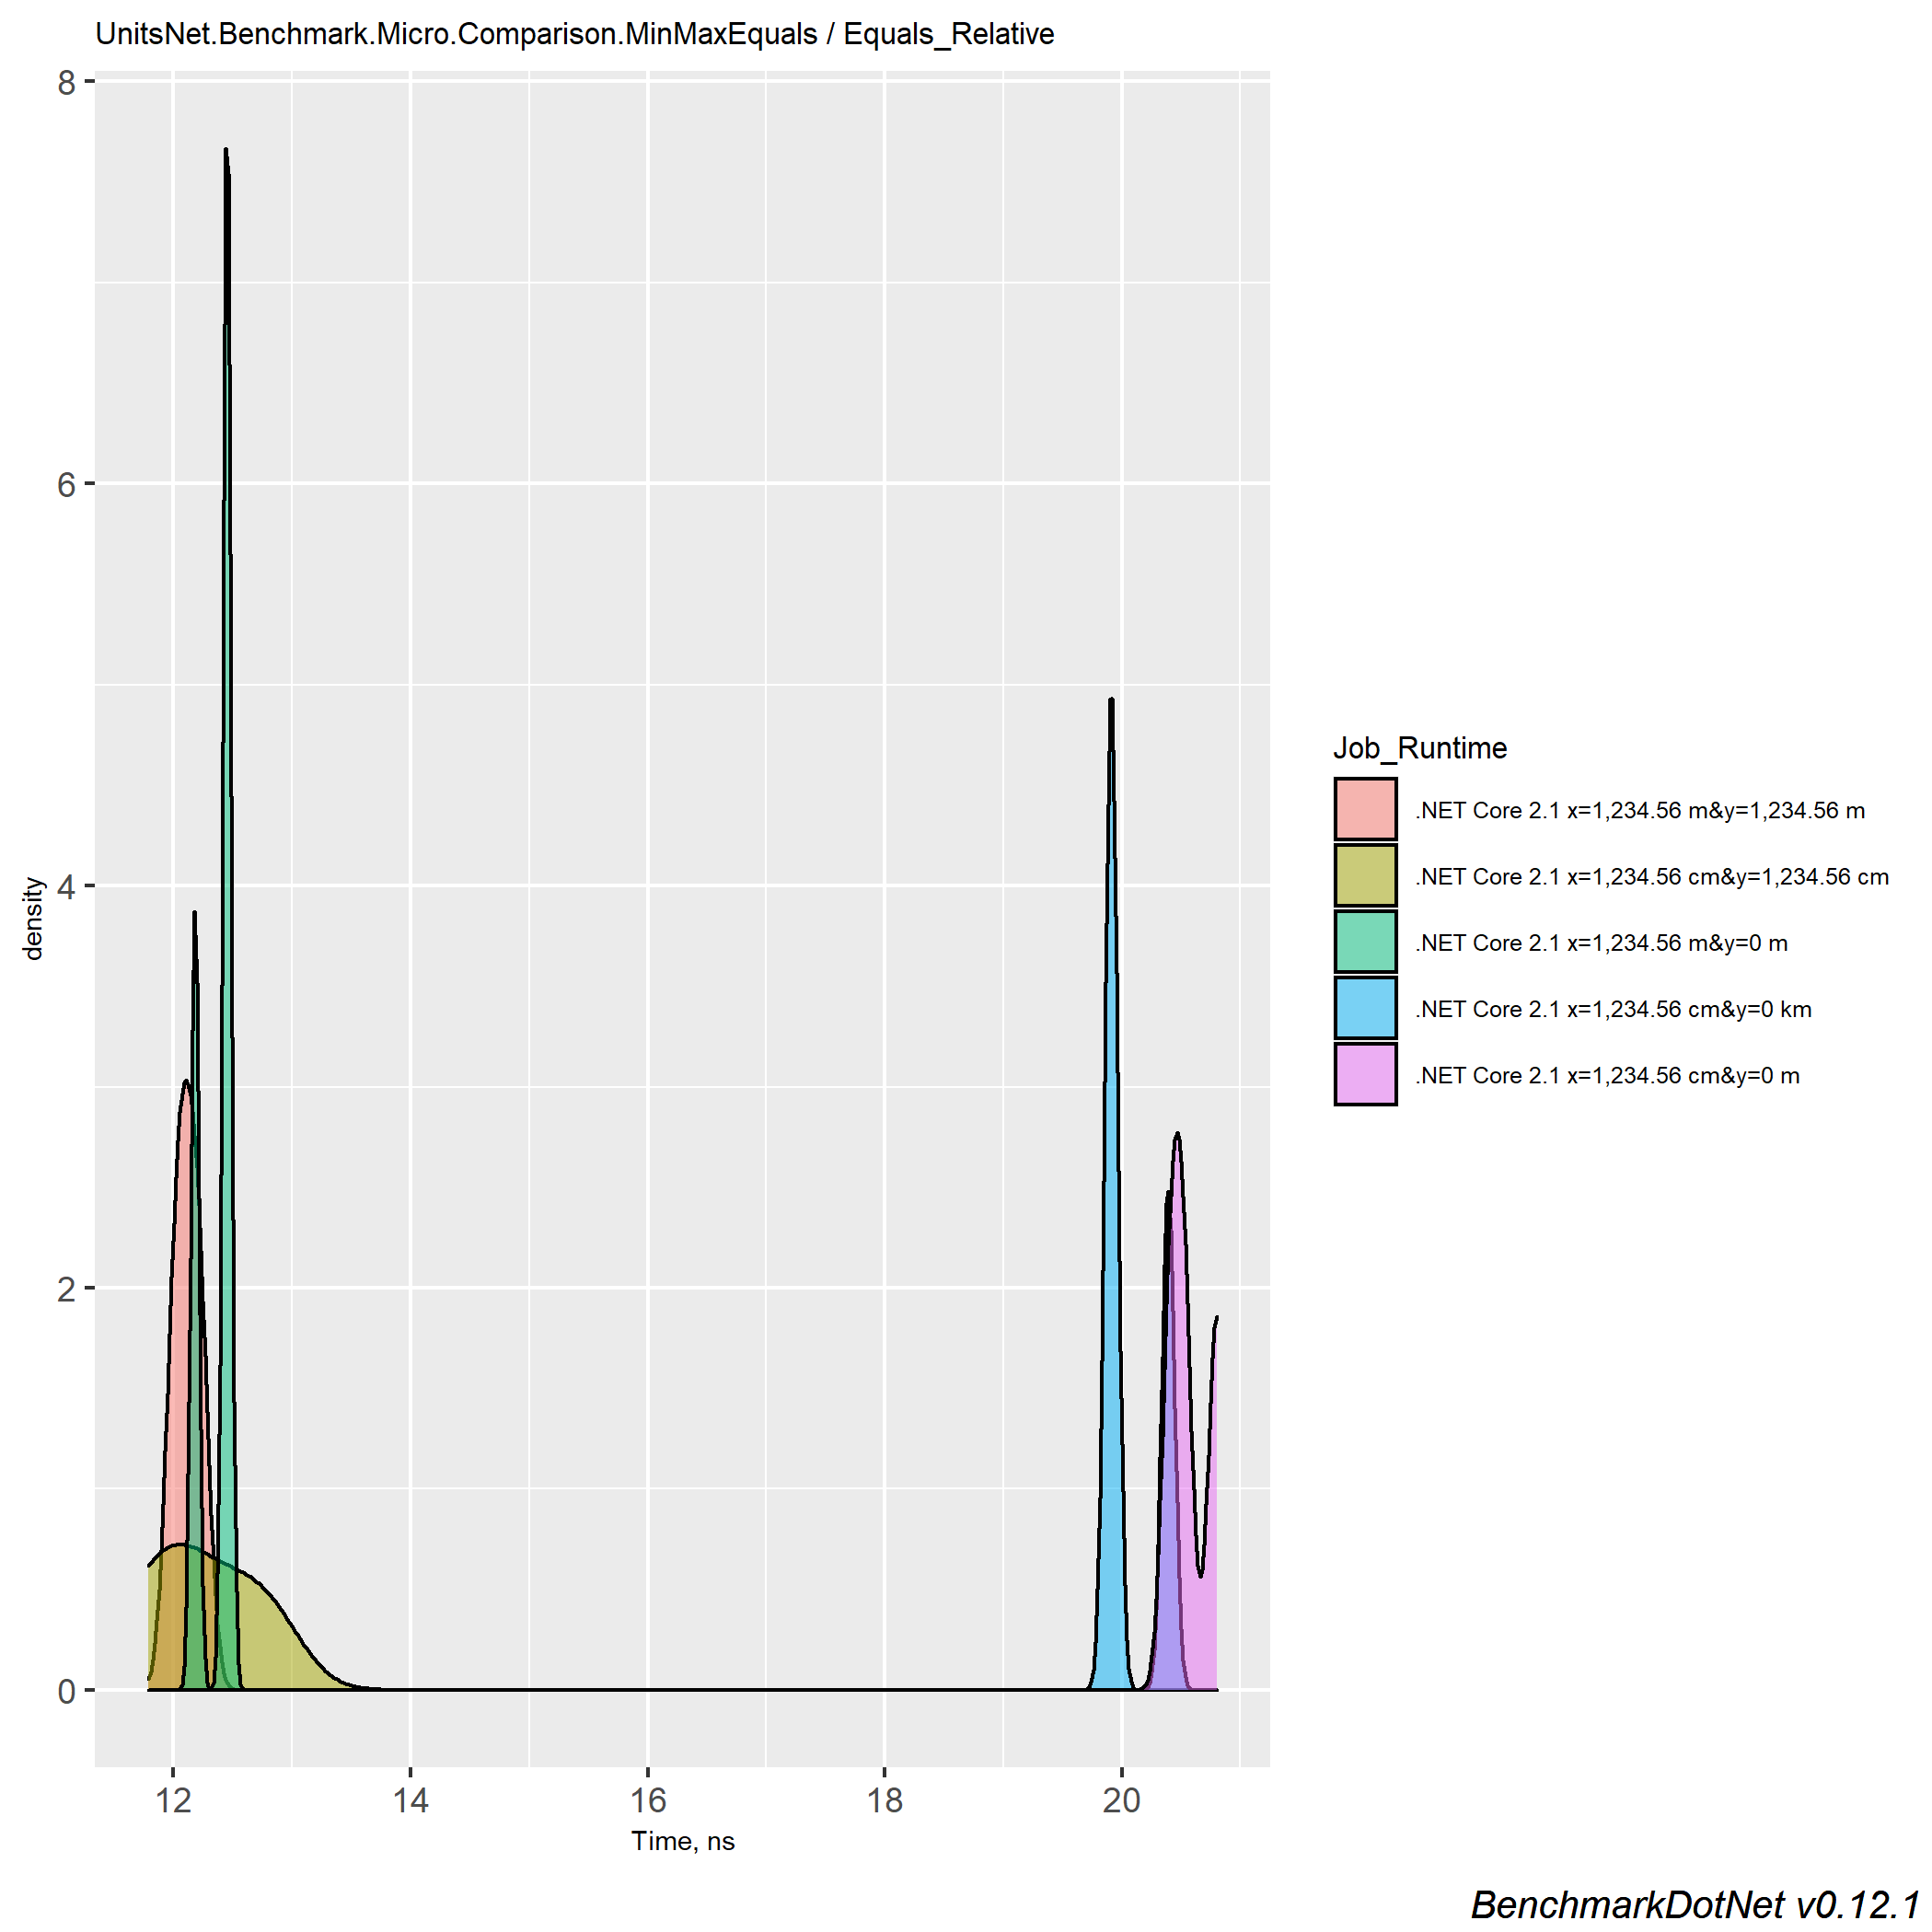 UnitsNet.Benchmark.Micro.Comparison.MinMaxEquals / Equals_Relative
8
6
4
2
0
density
12 14 16 18 20
Time, ns
Job_Runtime
.NET Core 2.1 x=1,234.56 m&y=1,234.56 m
.NET Core 2.1 x=1,234.56 cm&y=1,234.56 cm
.NET Core 2.1 x=1,234.56 m&y=0 m
.NET Core 2.1 x=1,234.56 cm&y=0 km
.NET Core 2.1 x=1,234.56 cm&y=0 m
BenchmarkDotNet v0.12.1